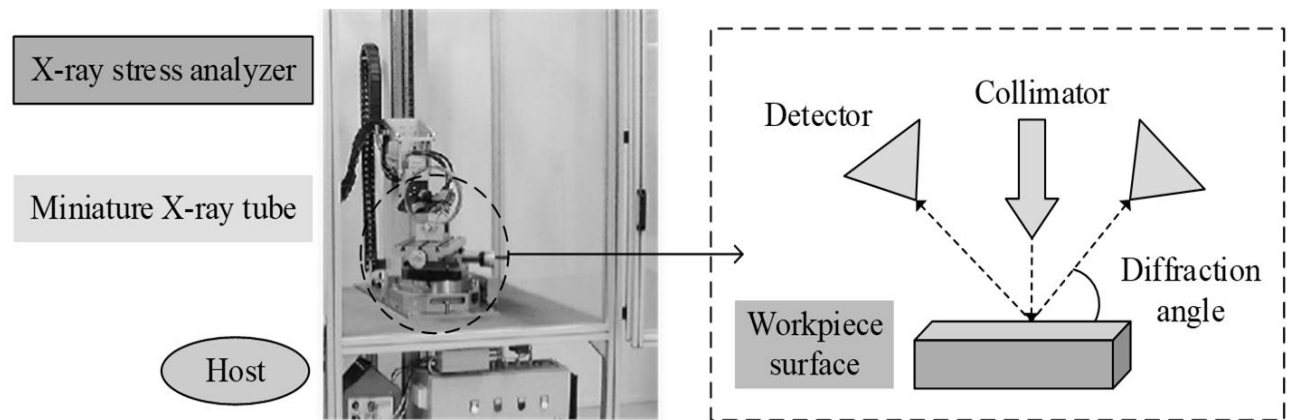 X-ray stress analyzer
Miniature X-ray tube
Host
Collimator
Detector
Diffraction
angle
Workpiece
surface